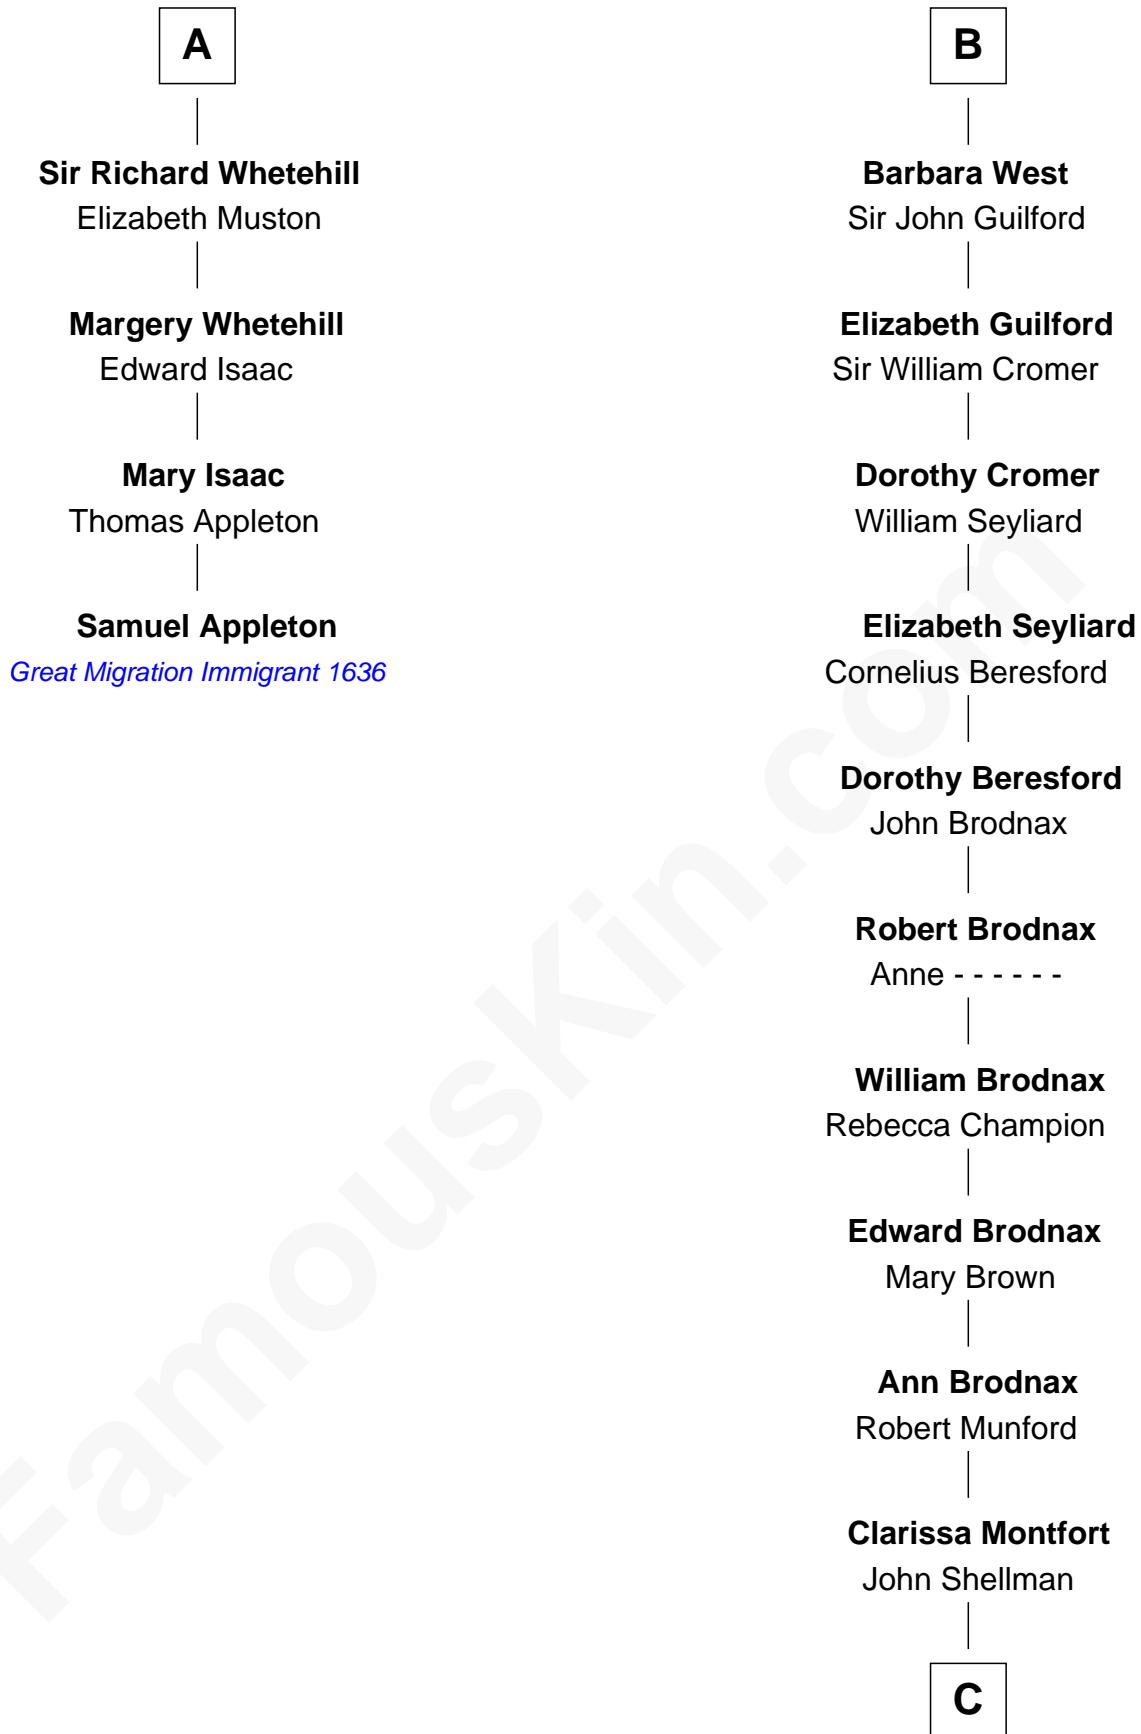 A
Sir Richard Whetehill
Elizabeth Muston
Margery Whetehill
Edward Isaac
Mary Isaac
Thomas Appleton
Samuel Appleton
Great Migration Immigrant 1636
B
Barbara West
Sir John Guilford
Elizabeth Guilford
Sir William Cromer
Dorothy Cromer
William Seyliard
Elizabeth Seyliard
Cornelius Beresford
Dorothy Beresford
John Brodnax
Robert Brodnax
Anne - - - - - -
William Brodnax
Rebecca Champion
Edward Brodnax
Mary Brown
Ann Brodnax
Robert Munford
Clarissa Montfort
John Shellman
C
FamousKin.com